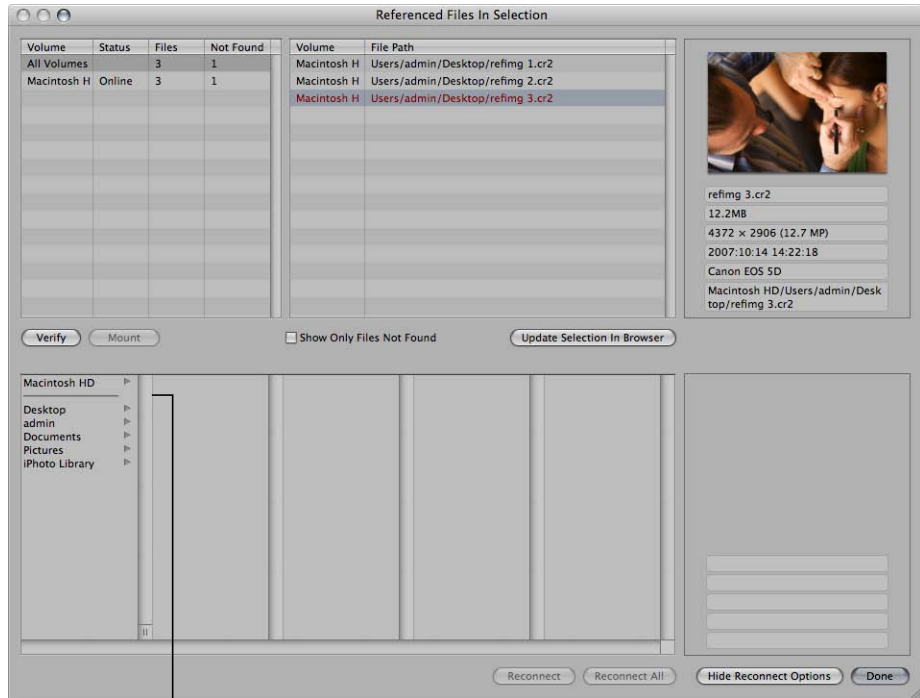 Referenced Files In Selection
Volume Status Files Not Found
All Volumes 3 1
Macintosh H Online 3 1
Volume File Path
Macintosh H Users/admin/Desktop/refimg 1.cr2
Macintosh H Users/admin/Desktop/refimg 2.cr2
Macintosh H Users/admin/Desktop/refimg 3.cr2
refimg 3.cr2
12.2MB
4372 × 2906 (12.7 MP)
2007:10:14 14:22:18
Canon EOS 5D
Macintosh HD/Users/admin/Desk
top/refimg 3.cr2
Verify Mount
Show Only Files Not Found
Update Selection In Browser
Macintosh HD
Desktop
admin
Documents
Pictures
iPhoto Library
Reconnect Reconnect All Hide Reconnect Options Done